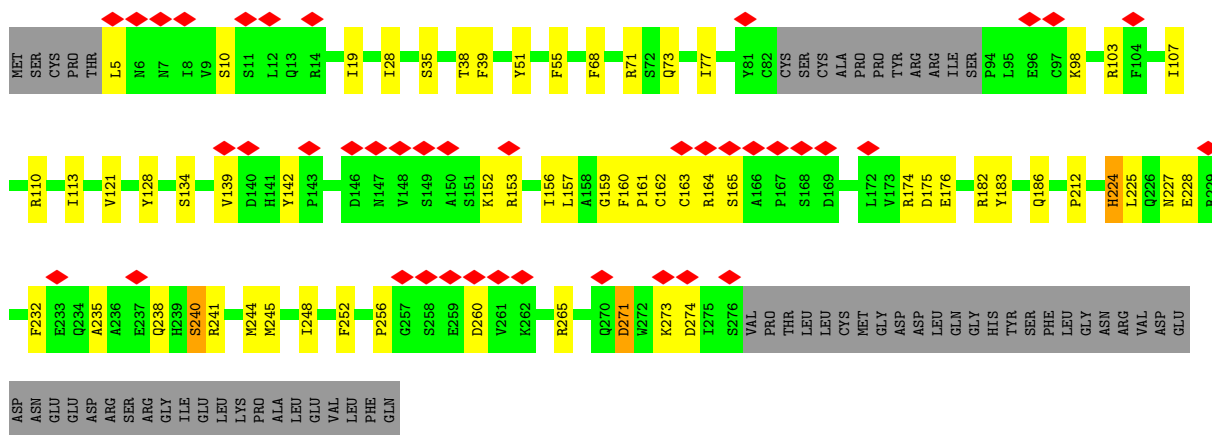 MET SER CYS PRO THR L5 N6 N7 I8 V9 S10 S11 L12 Q13 R14 I19 I28 S35 T38 F39 Y51 F55 F68 R71 S72 Q73 I77 Y81 C82 CYS SER CYS ALA PRO PRO TYR ARG ARG ILE SER P94 L95 E96 C97 K98 R103 F104 I107
R110 I113 V121 Y128 S134 V139 D140 H141 Y142 P143 D146 N147 V148 S149 A150 S151 K152 R153 I156 L157 A158 G159 F160 P161 C162 C163 R164 S165 A166 P167 S168 D169 L172 V173 R174 D175 E176 R182 Y183 Q186 P212 H224 L225 Q226 N227 E228 R229
F232 E233 Q234 A235 A236 E237 Q238 H239 S240 R241 M244 M245 I248 F252 P256 G257 S258 E259 D260 V261 K262 R265 Q270 D271 W272 K273 D274 I275 S276 VAL PRO THR LEU LEU CYS MET GLY ASP ASP LEU GLN GLY HIS TYR SER PHE LEU GLY ASN ARG VAL ASP GLU
ASP ASN GLU GLU ASP ARG SER ARG GLY ILE GLU LEU LYS PRO ALA LEU GLU VAL LEU PHE GLN